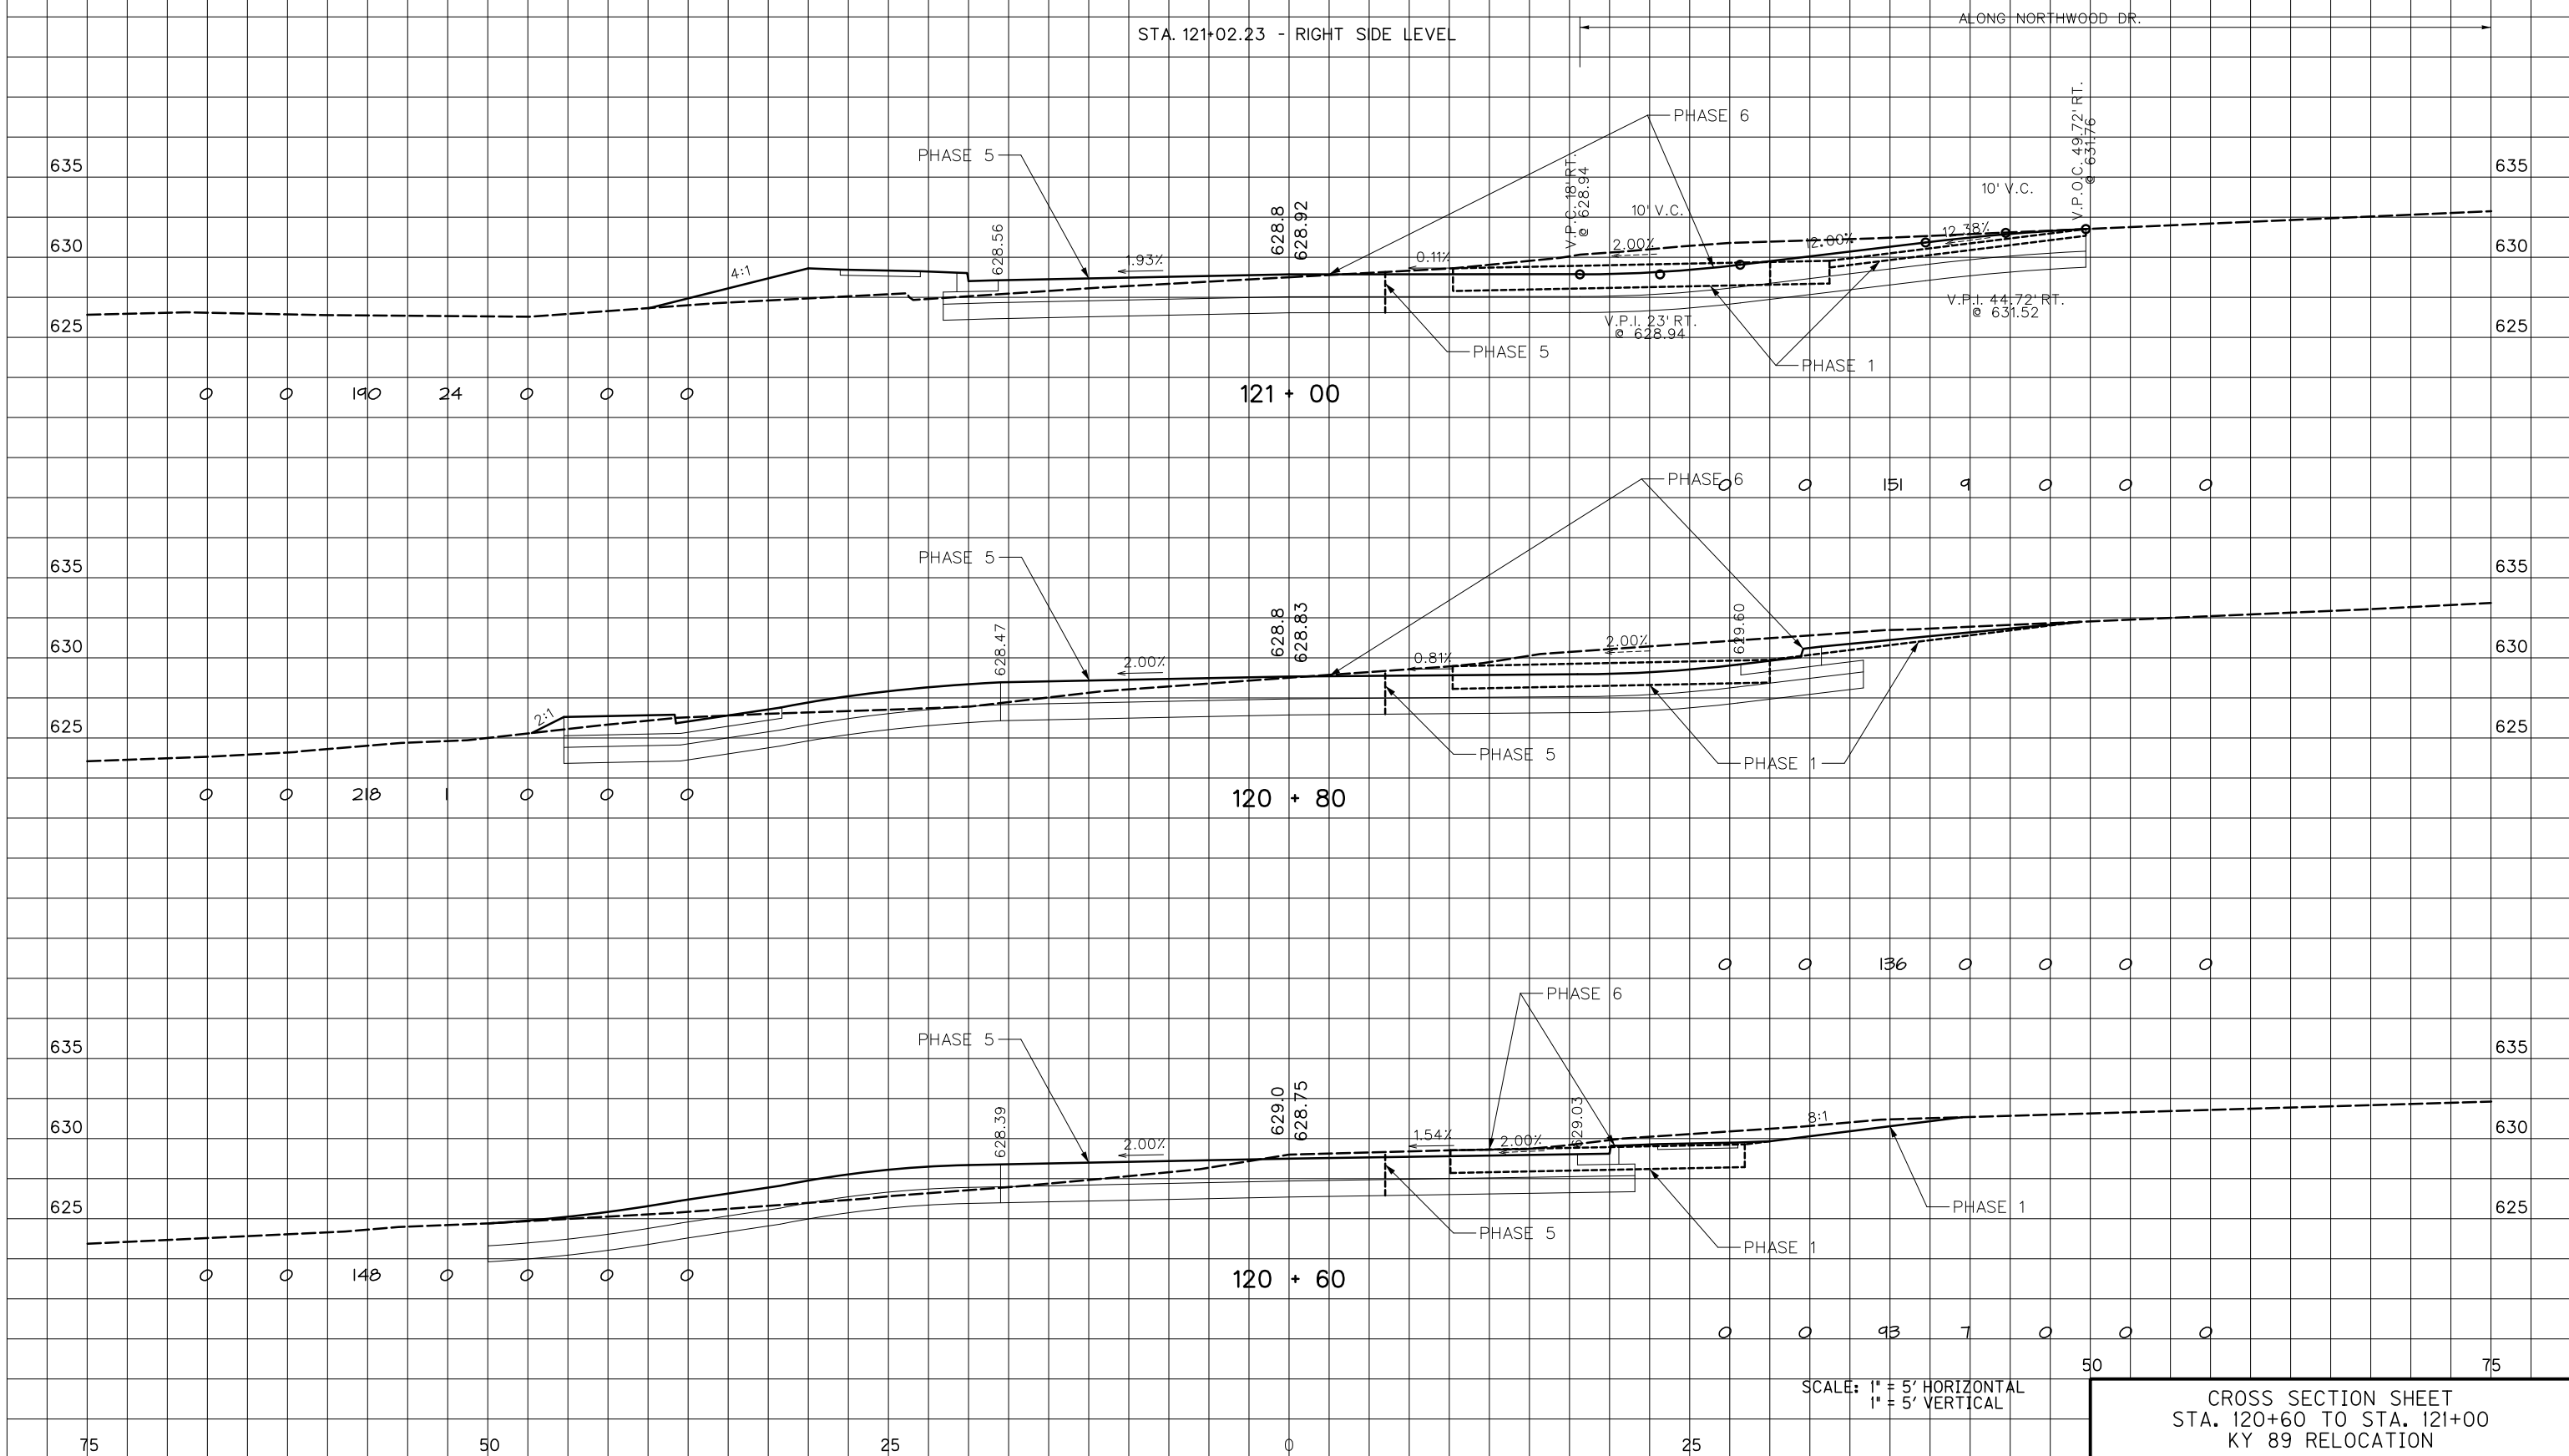 ALONG NORTHWOOD DR.
STA. 121+02.23 - RIGHT SIDE LEVEL
PHASE 6
PHASE 5
V.P.C. 18' RT.
@ 628.94
V.P.O.C. 49.72' RT.
@ 631.76
10' V.C.
10' V.C.
635
635
628.56
628.8
628.92
630
630
4:1
1.93%
0.11%
2.00%
12.00%
12.38%
625
625
V.P.I. 23' RT.
@ 628.94
V.P.I. 44.72' RT.
@ 631.52
PHASE 5
PHASE 1
0 0 190 24 0 0 0
121 + 00
PHASE 6
0 0 151 9 0 0 0
PHASE 5
635
635
628.47
628.8
628.83
629.60
630
630
2.00%
0.81%
2.00%
2:1
625
625
PHASE 5
PHASE 1
0 0 218 1 0 0 0
120 + 80
0 0 136 0 0 0 0
PHASE 6
PHASE 5
635
635
628.39
629.0
628.75
629.03
630
630
2.00%
1.54%
2.00%
8:1
625
625
PHASE 5
PHASE 1
PHASE 1
0 0 148 0 0 0 0
120 + 60
0 0 93 7 0 0 0
50 75
SCALE: 1" = 5' HORIZONTAL
1" = 5' VERTICAL
75 50 25 0 25
CROSS SECTION SHEET
STA. 120+60 TO STA. 121+00
KY 89 RELOCATION